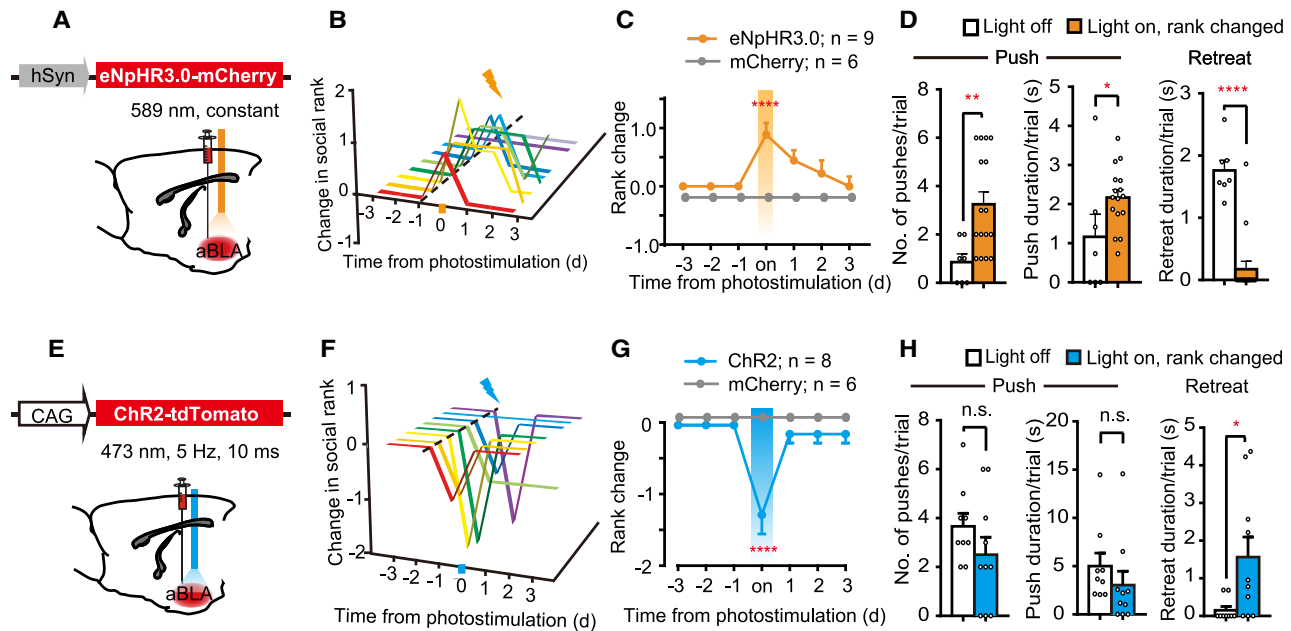 A
hSyn
eNpHR3.0-mCherry
589 nm, constant
aBLA
B
Change in social rank
2
1
0
-1
-3
-2
-1
0
1
2
3
Time from photostimulation (d)
C
eNpHR3.0; n = 9
mCherry; n = 6
****
Rank change
1.0
0.0
-1.0
-3 -2 -1 on 1 2 3
Time from photostimulation (d)
D
Light off
Light on, rank changed
Push
Retreat
No. of pushes/trial
8
6
4
2
0
**
Push duration/trial (s)
5
4
3
2
1
0
*
Retreat duration/trial (s)
3
2
1
0
****
E
CAG
ChR2-tdTomato
473 nm, 5 Hz, 10 ms
aBLA
F
Change in social rank
1
0
-1
-2
-3
-2
-1
0
1
2
3
Time from photostimulation (d)
G
ChR2; n = 8
mCherry; n = 6
Rank change
0
-1
-2
****
-3 -2 -1 on 1 2 3
Time from photostimulation (d)
H
Light off
Light on, rank changed
Push
Retreat
No. of pushes/trial
8
6
4
2
0
n.s.
Push duration/trial (s)
20
15
10
5
0
n.s.
Retreat duration/trial (s)
5
4
3
2
1
0
*